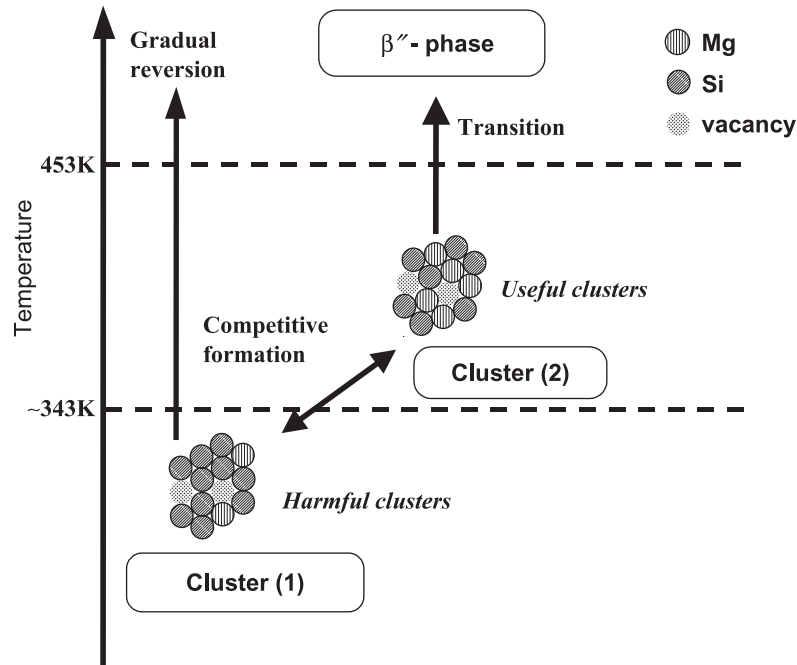 Gradual
reversion
β″- phase
Mg
Si
vacancy
Transition
453K
Temperature
Useful clusters
Competitive
formation
Cluster (2)
~343K
Harmful clusters
Cluster (1)